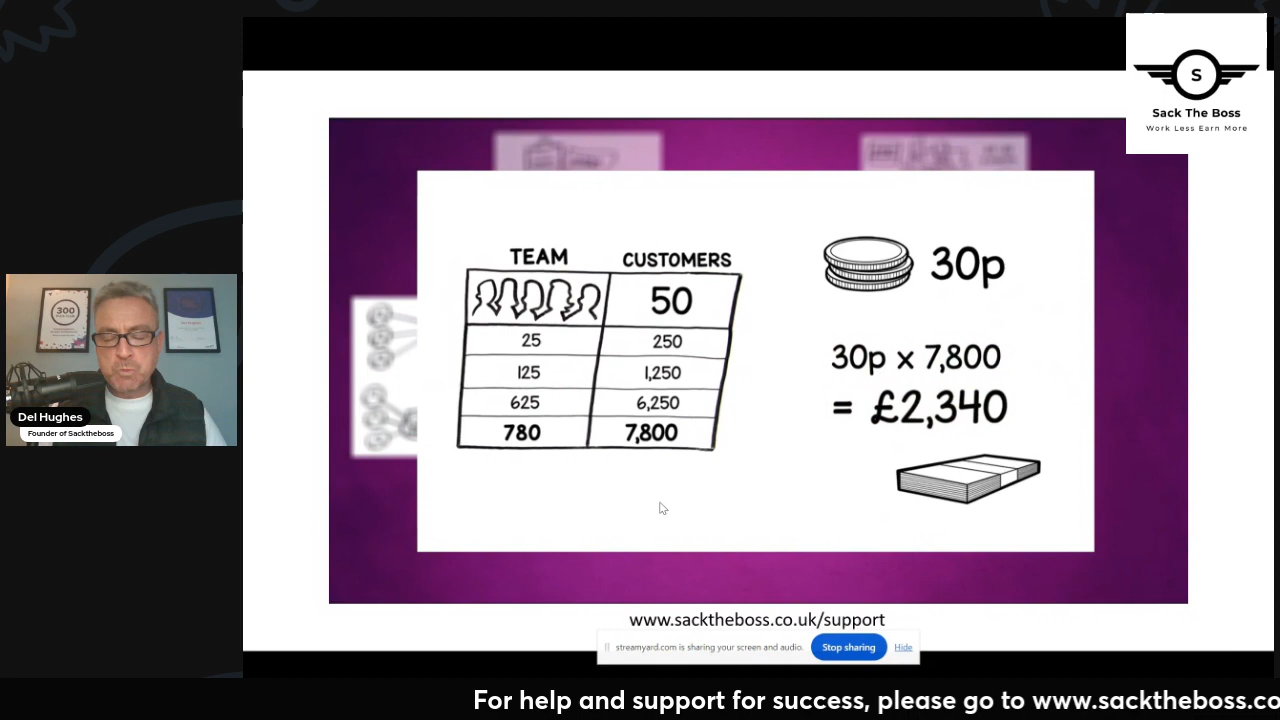 S
Sack The Boss
Work Less Earn More
TEAM CUSTOMERS
50
25 250
125 1,250
625 6,250
780 7,800
30p
30p x 7,800
= £2,340
300
Del Hughes
Founder of Sacktheboss
www.sacktheboss.co.uk/support
streamyard.com is sharing your screen and audio.
Stop sharing
Hide
For help and support for success, please go to www.sacktheboss.co